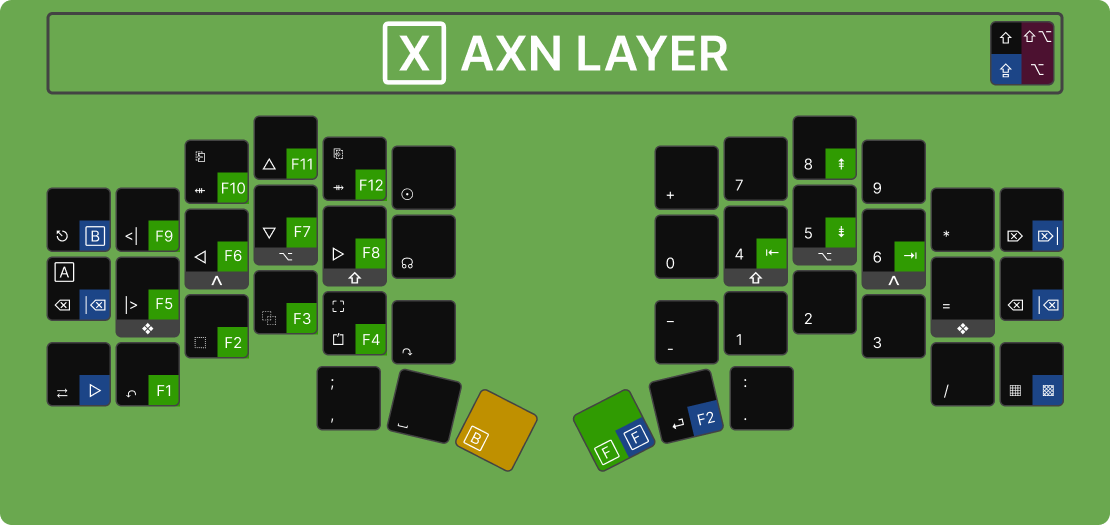 X AXN LAYER
⇧ ⇧⌥
⌥
F11 8
F10 F12 7 9
+
B <| F9 F7 F8 0 4 5 6 *
F6
⌥ ⇧ ⇧ ⌥
^ ^
A
|> F5 F3 F4 – 1 2 3 =
F2 -
❖ ❖
F1 /
; :
, F2 .
B F F